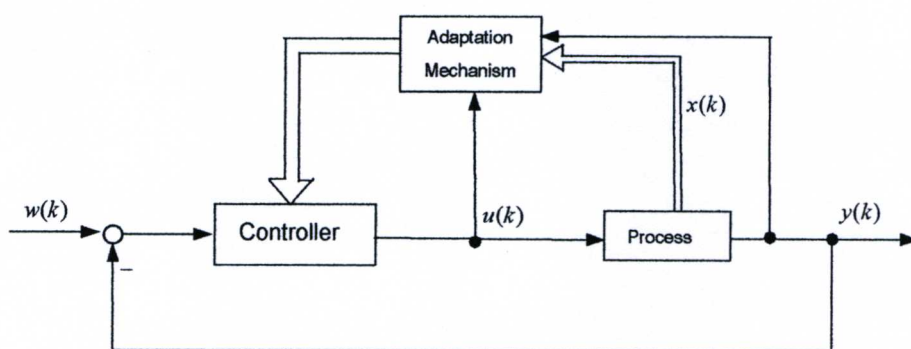 Adaptation
Mechanism
x(k)
w(k)
Controller
u(k)
Process
y(k)
−